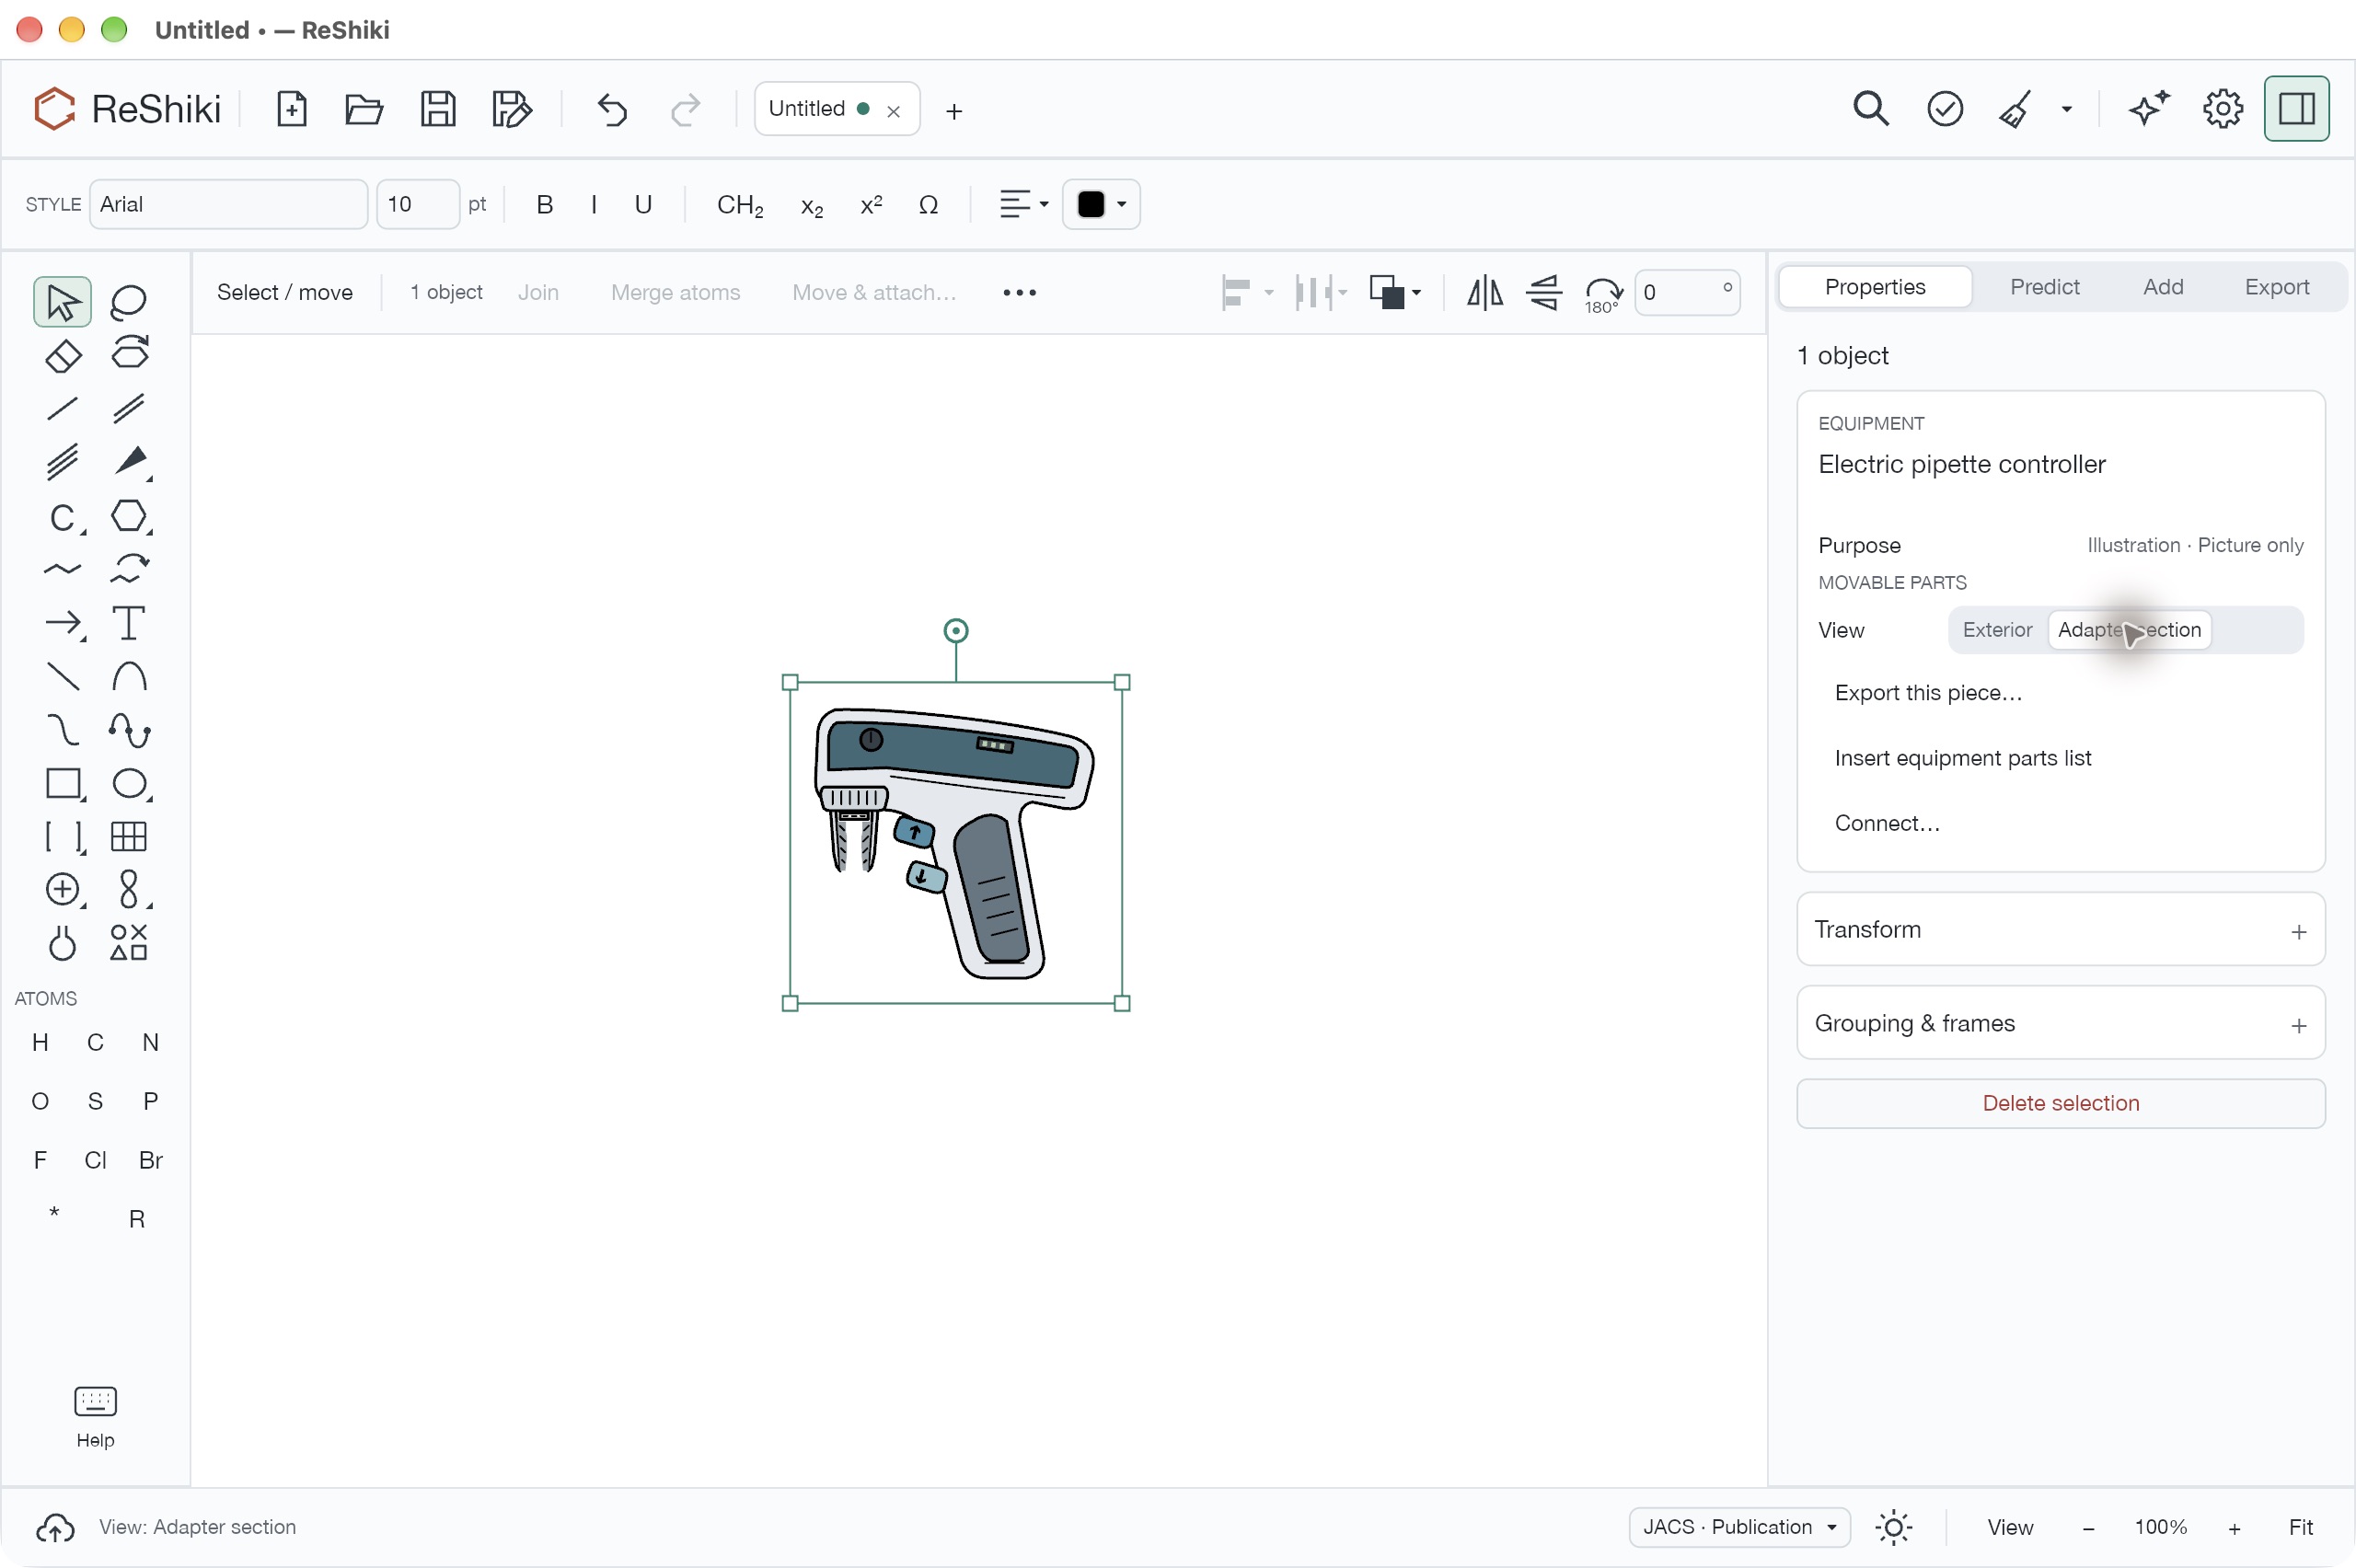 Untitled • — ReShiki
ReShiki
Untitled
STYLE Arial 10 pt B I U CH₂ x₂ x² Ω
Select / move 1 object Join Merge atoms Move & attach... 180° 0 °
Properties Predict Add Export
1 object
EQUIPMENT
Electric pipette controller
Purpose Illustration · Picture only
MOVABLE PARTS
View Exterior Adapter section
Export this piece...
Insert equipment parts list
Connect...
Transform +
Grouping & frames +
Delete selection
C
T
ATOMS
H C N
O S P
F Cl Br
* R
Help
View: Adapter section
JACS · Publication View − 100% + Fit